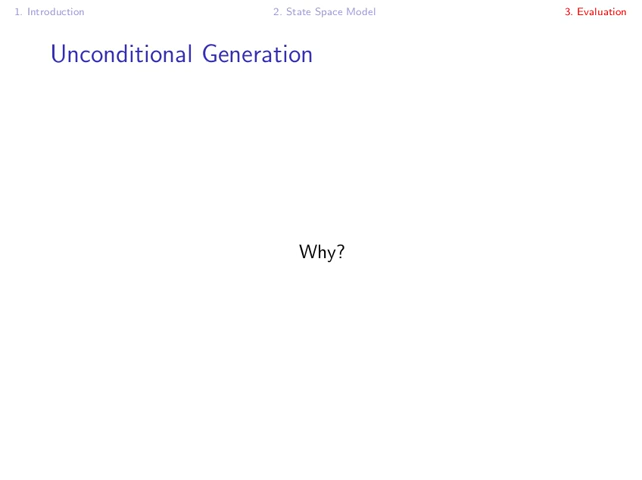 1. Introduction 2. State Space Model 3. Evaluation
Unconditional Generation
Why?